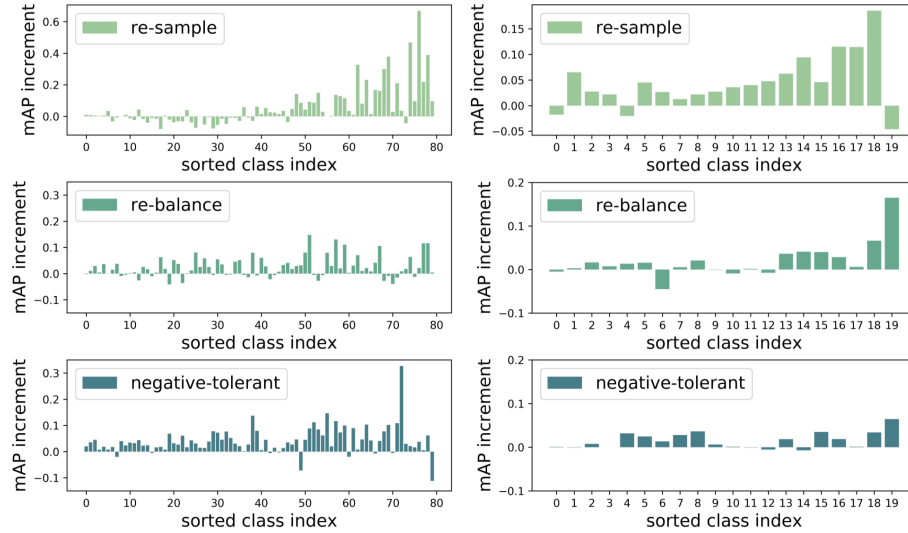 re-sample
mAP increment
0.6
0.4
0.2
0.0
0 10 20 30 40 50 60 70 80
sorted class index
re-sample
mAP increment
0.15
0.10
0.05
0.00
−0.05
0 1 2 3 4 5 6 7 8 9 10 11 12 13 14 15 16 17 18 19
sorted class index
re-balance
mAP increment
0.3
0.2
0.1
0.0
−0.1
0 10 20 30 40 50 60 70 80
sorted class index
re-balance
mAP increment
0.2
0.1
0.0
−0.1
0 1 2 3 4 5 6 7 8 9 10 11 12 13 14 15 16 17 18 19
sorted class index
negative-tolerant
mAP increment
0.3
0.2
0.1
0.0
−0.1
0 10 20 30 40 50 60 70 80
sorted class index
negative-tolerant
mAP increment
0.2
0.1
0.0
−0.1
0 1 2 3 4 5 6 7 8 9 10 11 12 13 14 15 16 17 18 19
sorted class index